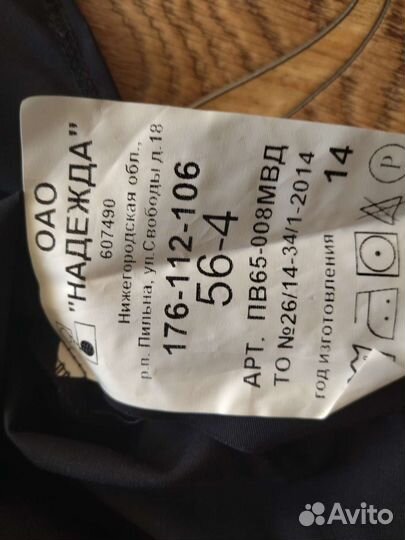 ОАО
"НАДЕЖДА"
607490
Нижегородская обл.,
р.п. Пильна, ул.Свободы д.18
176-112-106
56-4
АРТ. ПВ65-008МВД
ТО №26/14-34/1-2014
год изготовления 14
P
Avito